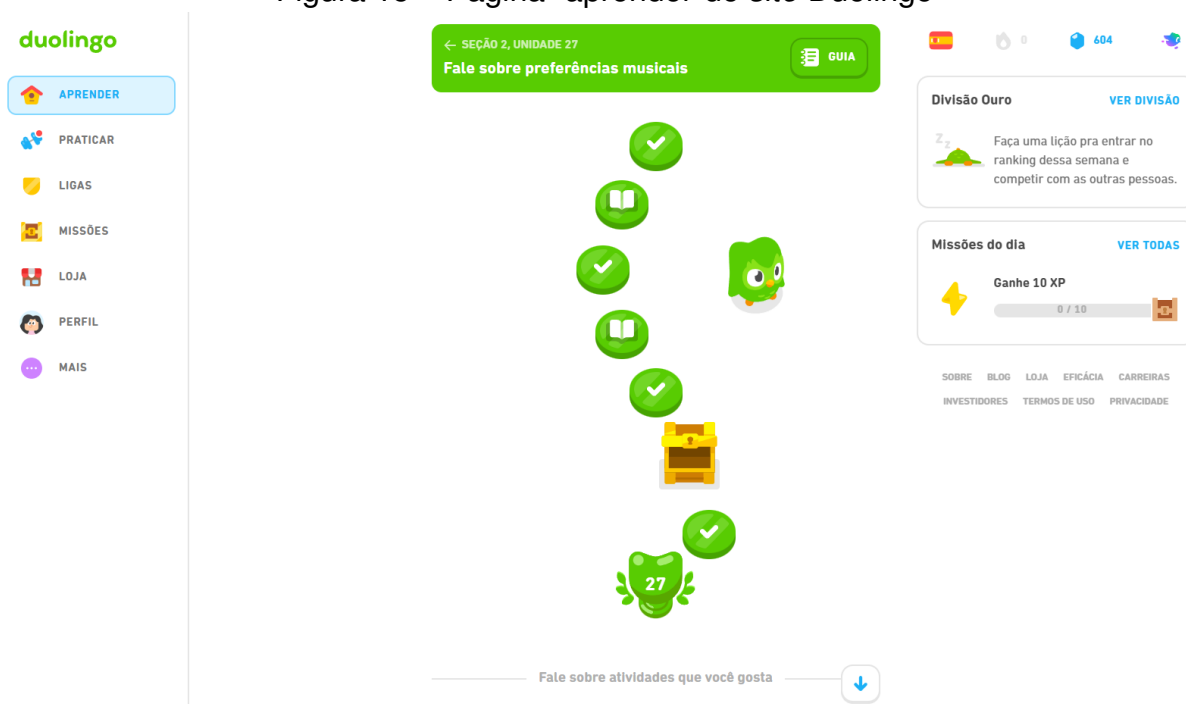 duolingo
APRENDER
PRATICAR
LIGAS
MISSÕES
LOJA
PERFIL
MAIS
← SEÇÃO 2, UNIDADE 27
Fale sobre preferências musicais
GUIA
27
Fale sobre atividades que você gosta
0
604
Divisão Ouro
VER DIVISÃO
Z z
Faça uma lição pra entrar no
ranking dessa semana e
competir com as outras pessoas.
Missões do dia
VER TODAS
Ganhe 10 XP
0 / 10
SOBRE BLOG LOJA EFICÁCIA CARREIRAS
INVESTIDORES TERMOS DE USO PRIVACIDADE